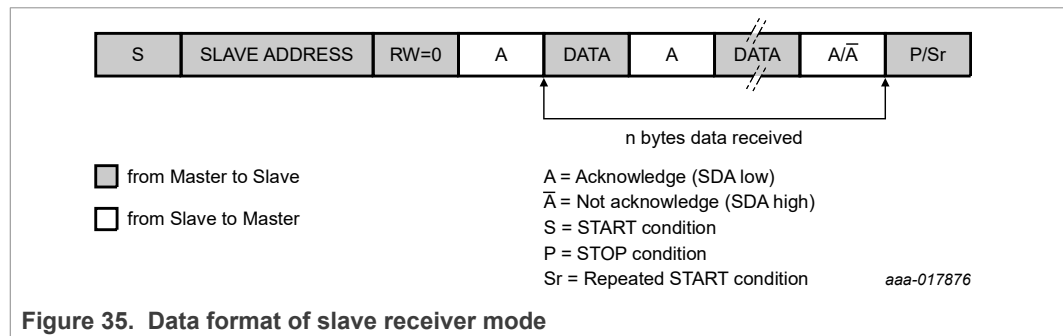 S SLAVE ADDRESS RW=0 A DATA A DATA A/A̅ P/Sr
n bytes data received
from Master to Slave
from Slave to Master
A = Acknowledge (SDA low)
A̅ = Not acknowledge (SDA high)
S = START condition
P = STOP condition
Sr = Repeated START condition
aaa-017876
Figure 35. Data format of slave receiver mode